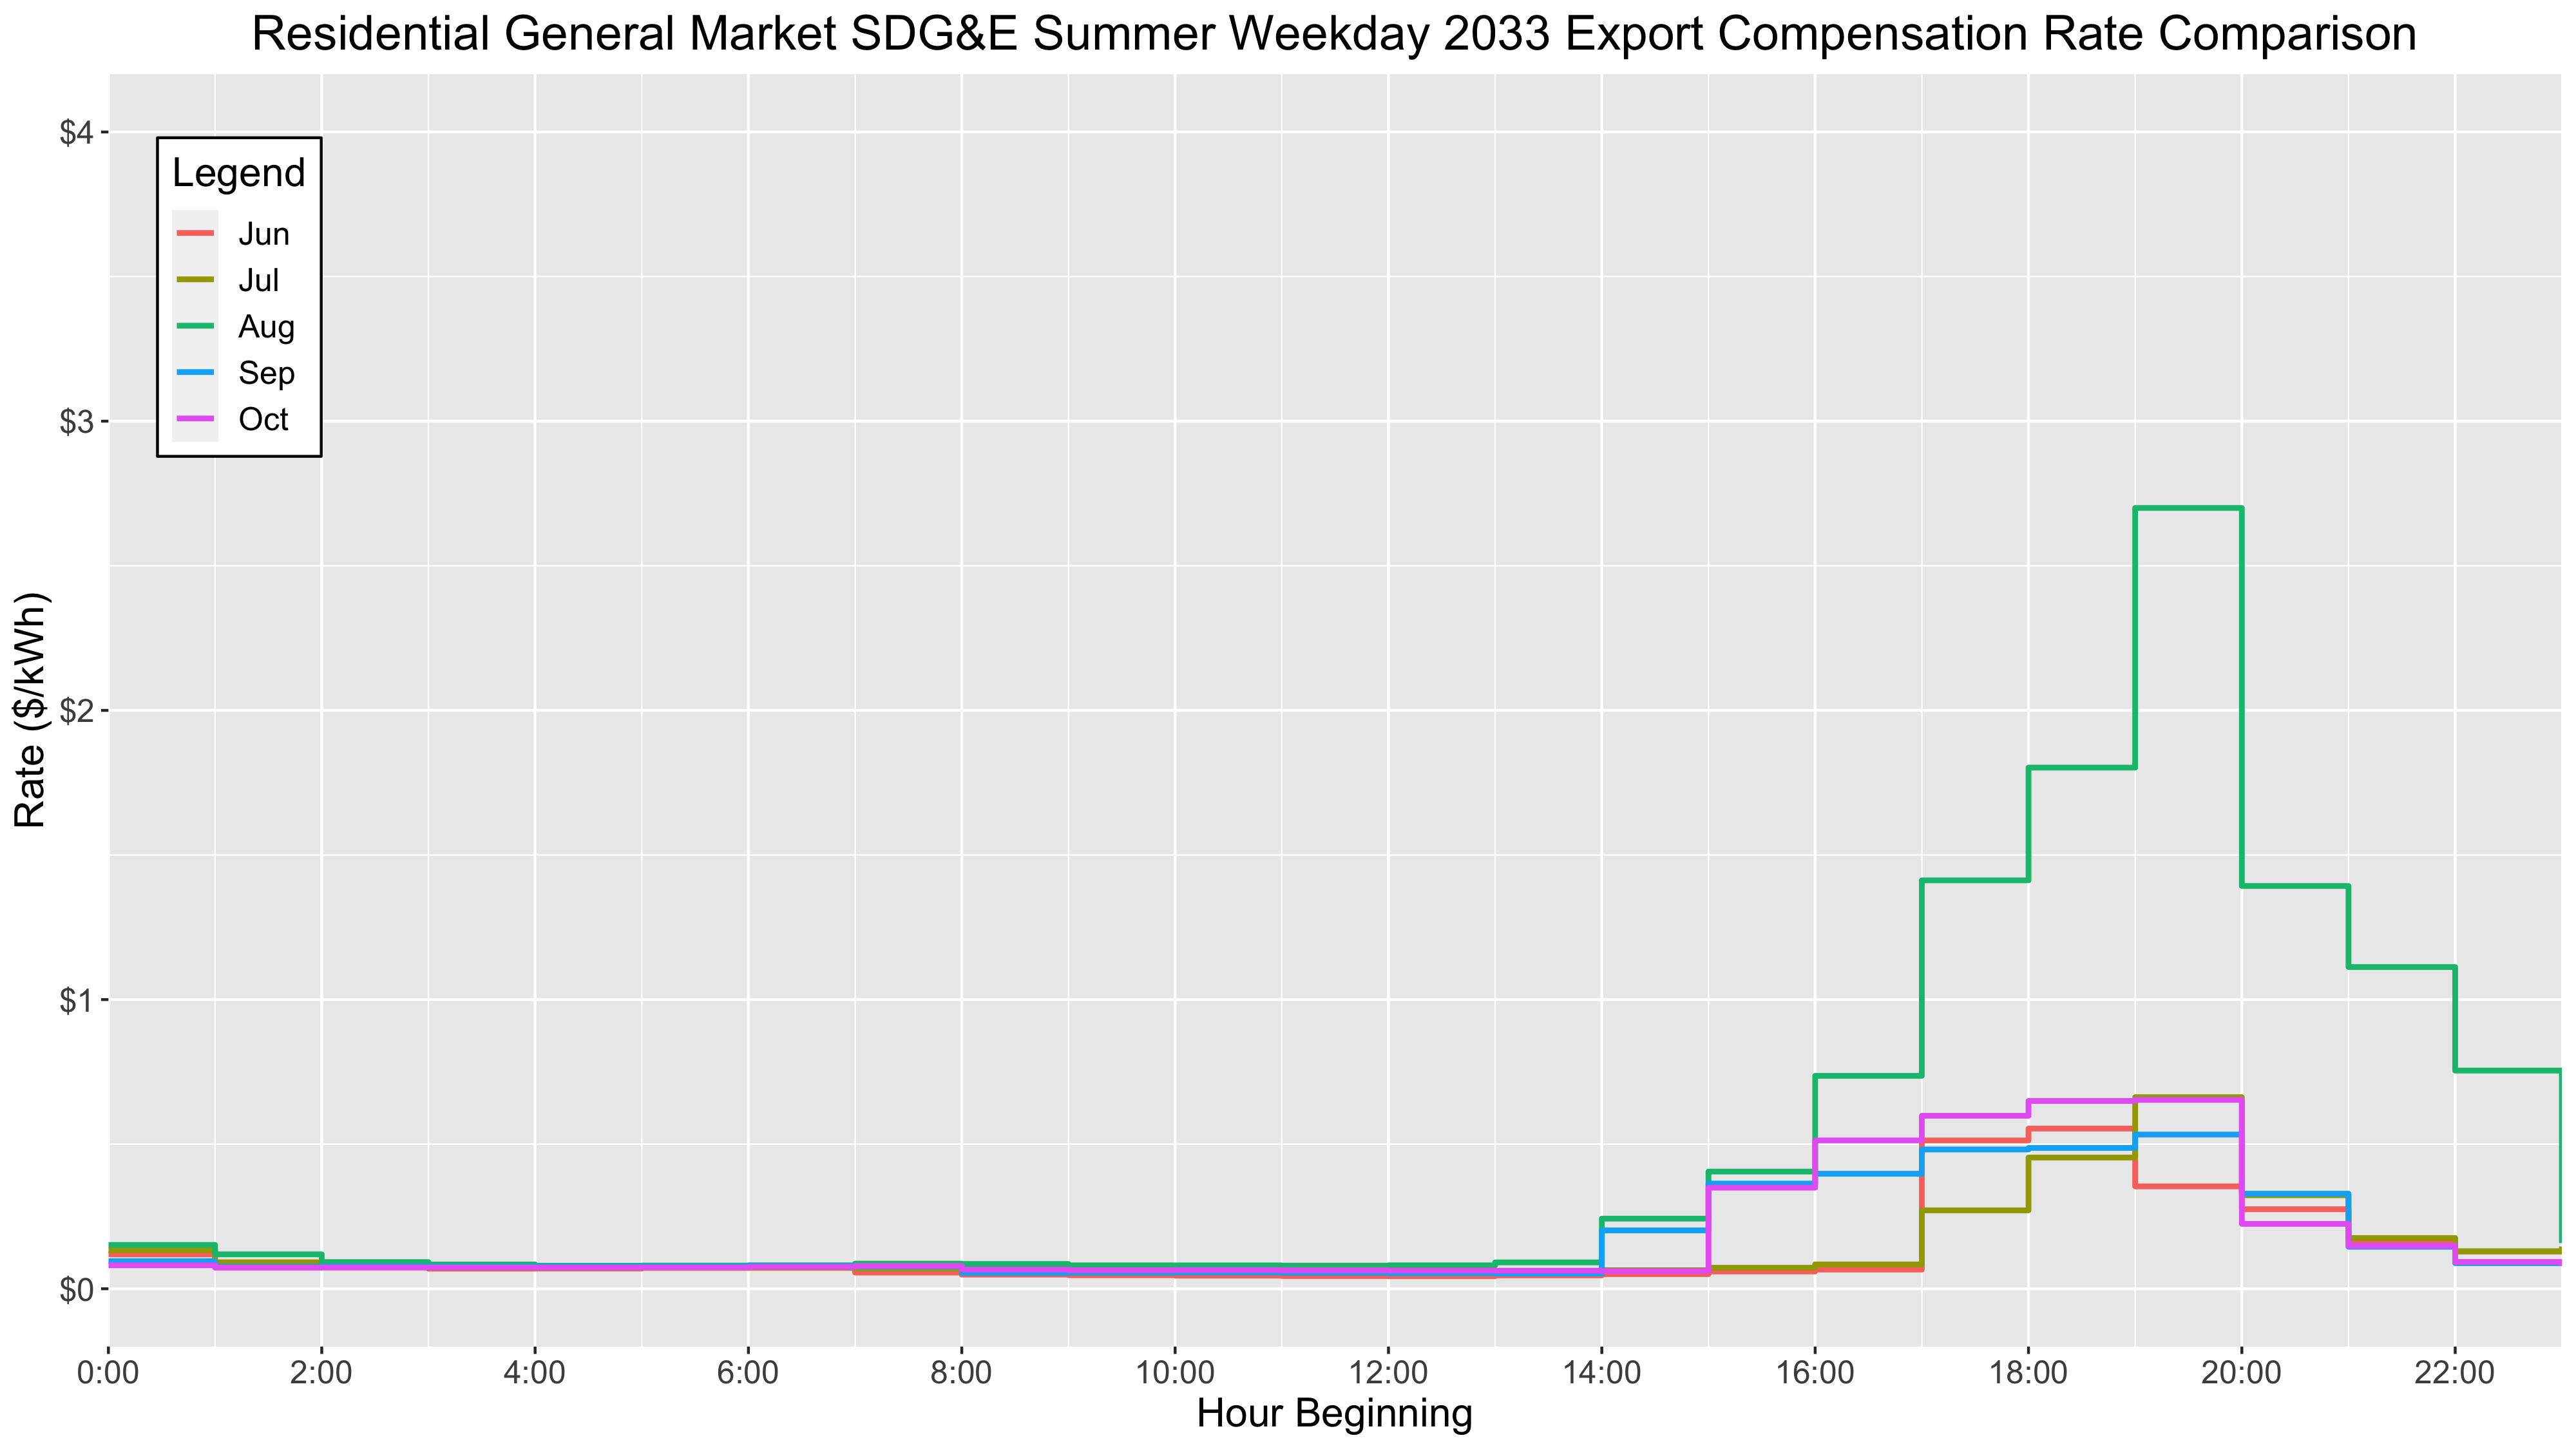 Residential General Market SDG&E Summer Weekday 2033 Export Compensation Rate Comparison
Legend
Jun
Jul
Aug
Sep
Oct
Rate ($/kWh)
$4
$3
$2
$1
$0
0:00 2:00 4:00 6:00 8:00 10:00 12:00 14:00 16:00 18:00 20:00 22:00
Hour Beginning